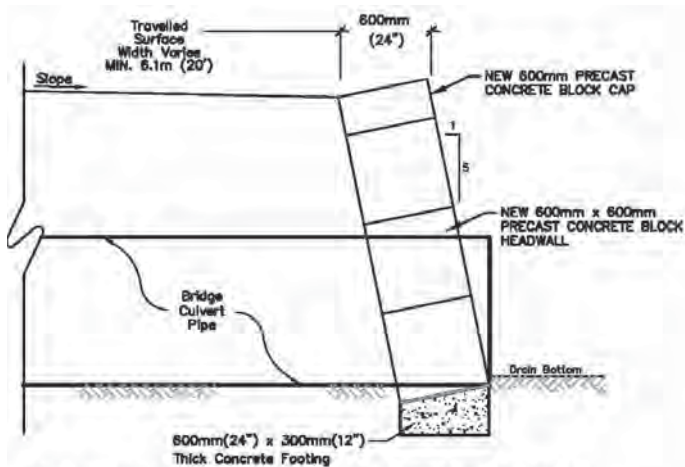 Travelled
Surface
Width Varies
MIN. 6.1m (20')
600mm
(24")
Slope
NEW 600mm PRECAST
CONCRETE BLOCK CAP
1
5
NEW 600mm x 600mm
PRECAST CONCRETE BLOCK
HEADWALL
Bridge
Culvert
Pipe
Drain Bottom
600mm(24") x 300mm(12")
Thick Concrete Footing